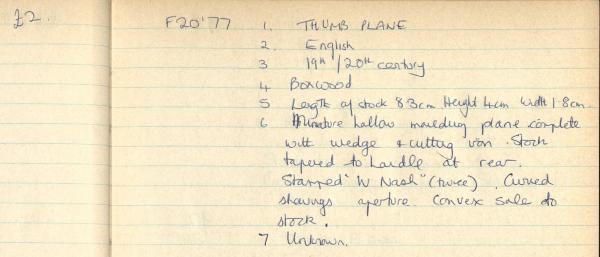 £2. F20'77 1. THUMB PLANE
2. English
3 19th/20th century
4 Boxwood
5 Length of stock 8.3cm. Height 4cm Width 1.8cm.
6 Miniature hollow moulding plane complete
with wedge & cutting iron. Stock
tapered to handle at rear.
Stamped "W Nash" (twice). Curved
shavings aperture. Convex sole to
stock.
7 Unknown.